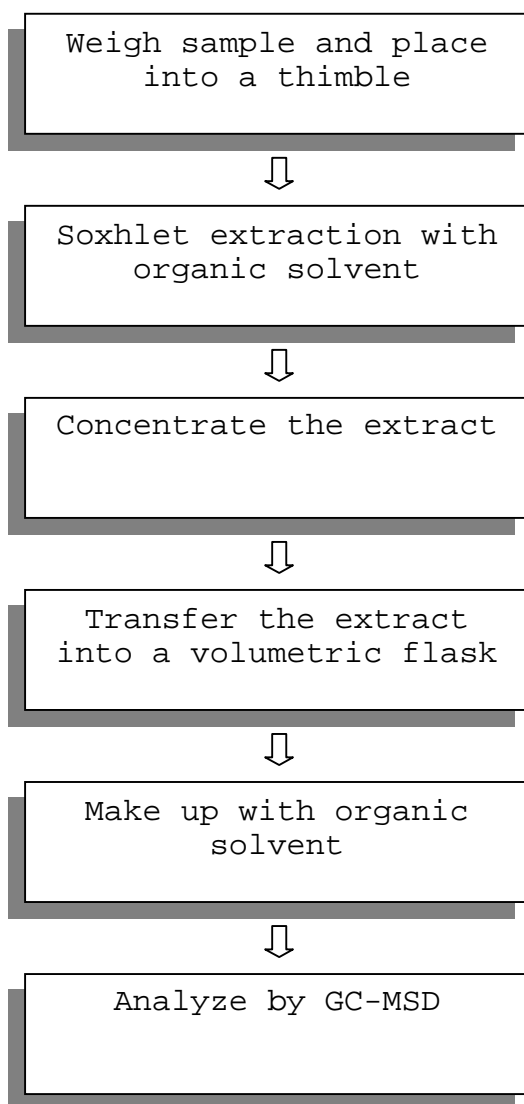 Weigh sample and place
into a thimble
Soxhlet extraction with
organic solvent
Concentrate the extract
Transfer the extract
into a volumetric flask
Make up with organic
solvent
Analyze by GC-MSD